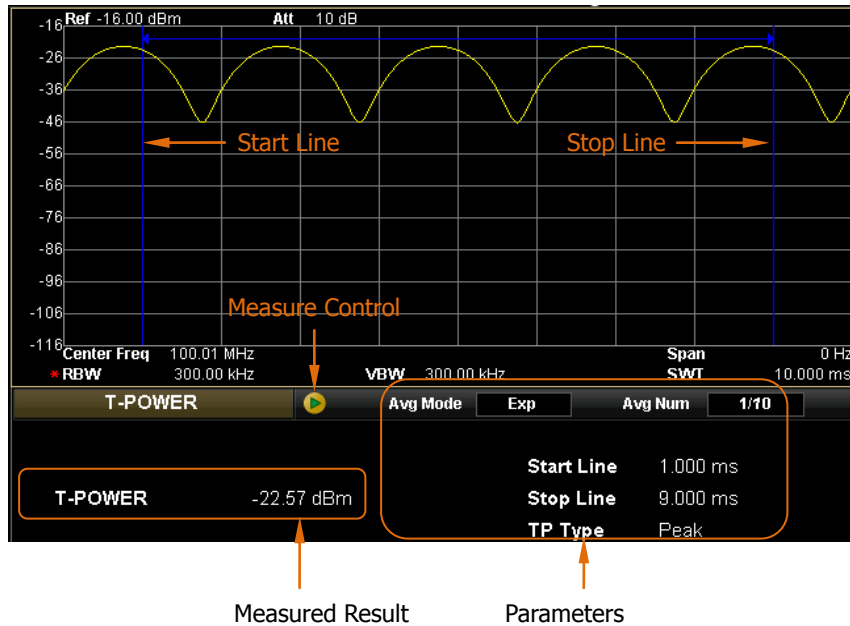 Ref -16.00 dBm Att 10 dB
-16
-26
-36
-46
-56
-66
-76
-86
-96
-106
-116
Start Line
Stop Line
Measure Control
Center Freq 100.01 MHz Span 0 Hz
*RBW 300.00 kHz VBW 300.00 kHz SWT 10.000 ms
T-POWER Avg Mode Exp Avg Num 1/10
Start Line 1.000 ms
T-POWER -22.57 dBm Stop Line 9.000 ms
TP Type Peak
Measured Result Parameters